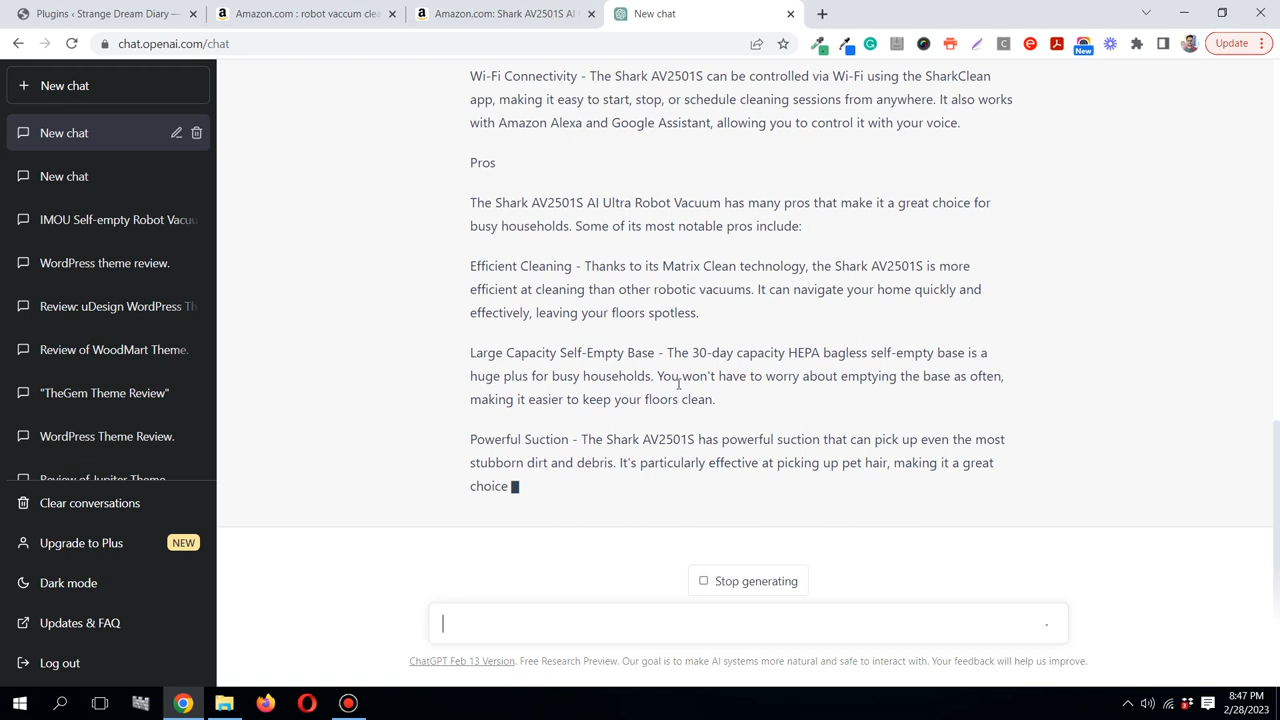 Plugins ‹ Strange Dream Diary —
Amazon.com : robot vaccum clea
Amazon.com: Shark AV2501S AI U
New chat
chat.openai.com/chat
New
Update
New chat
New chat
New chat
IMOU Self-empty Robot Vacuu
WordPress theme review.
Review: uDesign WordPress Th
Review of WoodMart Theme.
"TheGem Theme Review"
WordPress Theme Review.
Review of Jupiter Theme
Clear conversations
Upgrade to Plus
NEW
Dark mode
Updates & FAQ
Log out
Wi-Fi Connectivity - The Shark AV2501S can be controlled via Wi-Fi using the SharkClean
app, making it easy to start, stop, or schedule cleaning sessions from anywhere. It also works
with Amazon Alexa and Google Assistant, allowing you to control it with your voice.
Pros
The Shark AV2501S AI Ultra Robot Vacuum has many pros that make it a great choice for
busy households. Some of its most notable pros include:
Efficient Cleaning - Thanks to its Matrix Clean technology, the Shark AV2501S is more
efficient at cleaning than other robotic vacuums. It can navigate your home quickly and
effectively, leaving your floors spotless.
Large Capacity Self-Empty Base - The 30-day capacity HEPA bagless self-empty base is a
huge plus for busy households. You won't have to worry about emptying the base as often,
making it easier to keep your floors clean.
Powerful Suction - The Shark AV2501S has powerful suction that can pick up even the most
stubborn dirt and debris. It's particularly effective at picking up pet hair, making it a great
choice
Stop generating
ChatGPT Feb 13 Version. Free Research Preview. Our goal is to make AI systems more natural and safe to interact with. Your feedback will help us improve.
8:47 PM
2/28/2023